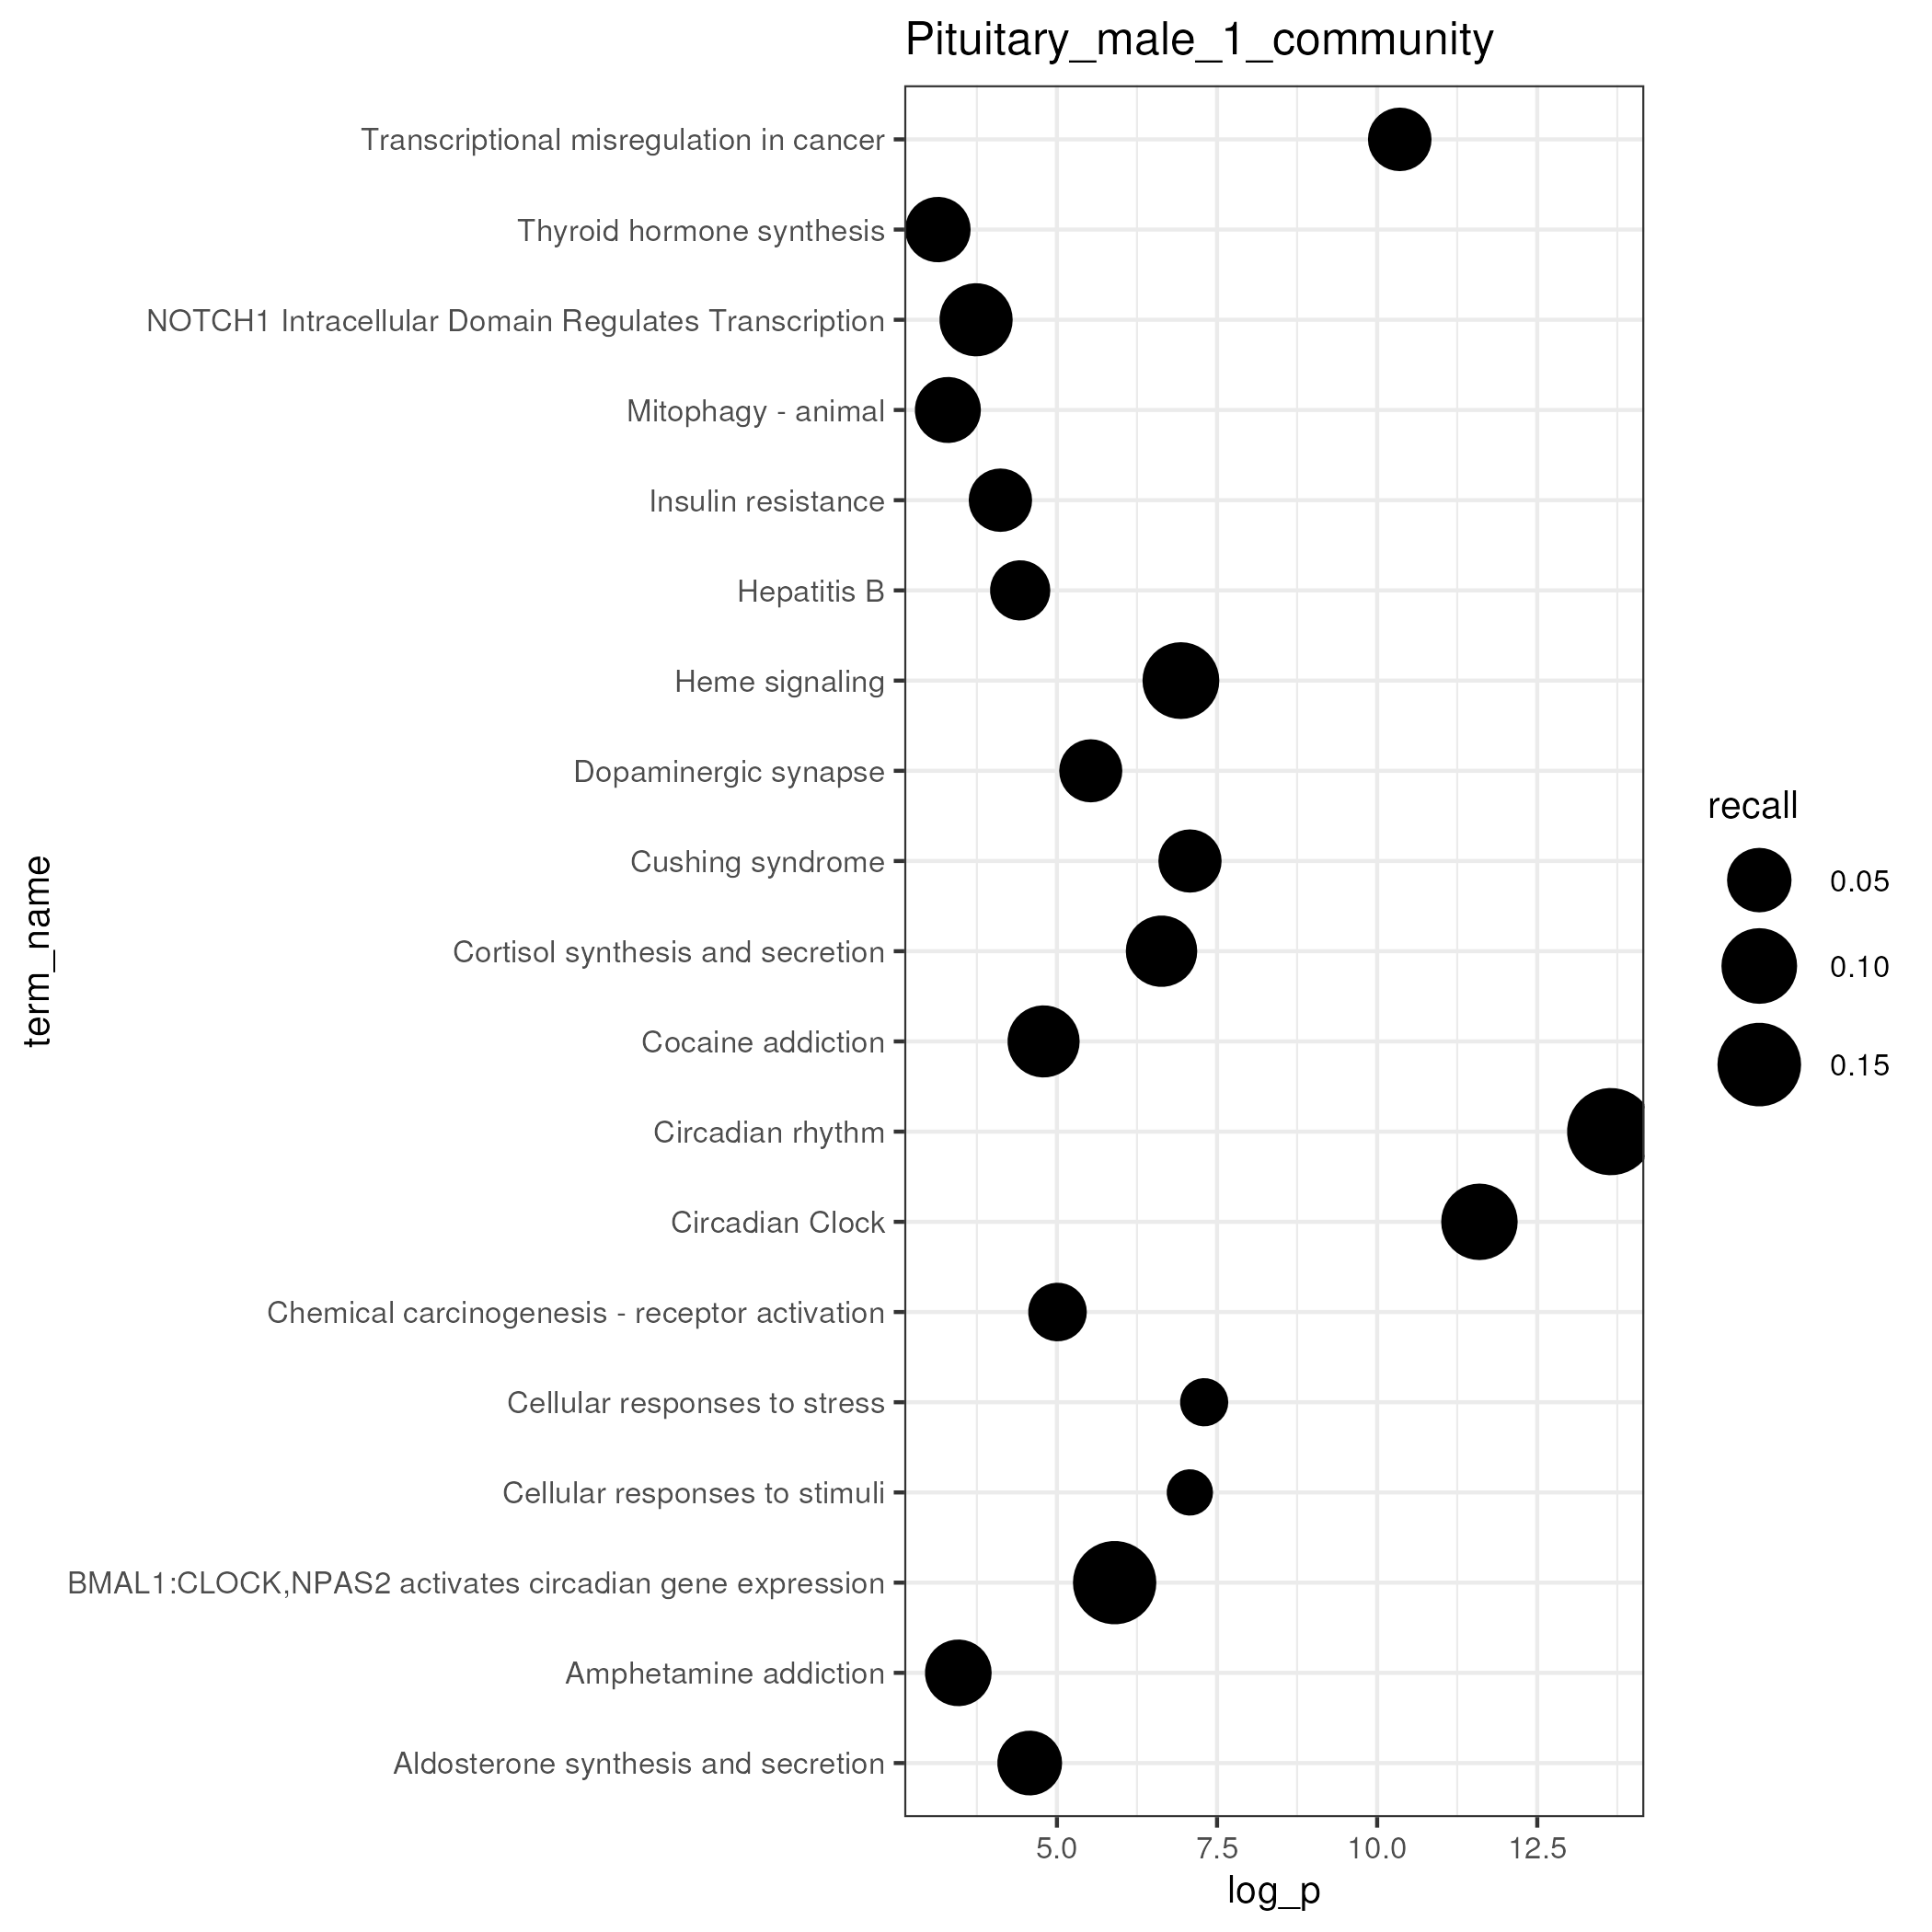 Pituitary_male_1_community
Transcriptional misregulation in cancer
Thyroid hormone synthesis
NOTCH1 Intracellular Domain Regulates Transcription
Mitophagy - animal
Insulin resistance
Hepatitis B
Heme signaling
Dopaminergic synapse
Cushing syndrome
Cortisol synthesis and secretion
Cocaine addiction
Circadian rhythm
Circadian Clock
Chemical carcinogenesis - receptor activation
Cellular responses to stress
Cellular responses to stimuli
BMAL1:CLOCK,NPAS2 activates circadian gene expression
Amphetamine addiction
Aldosterone synthesis and secretion
term_name
5.0 7.5 10.0 12.5
log_p
recall
0.05
0.10
0.15